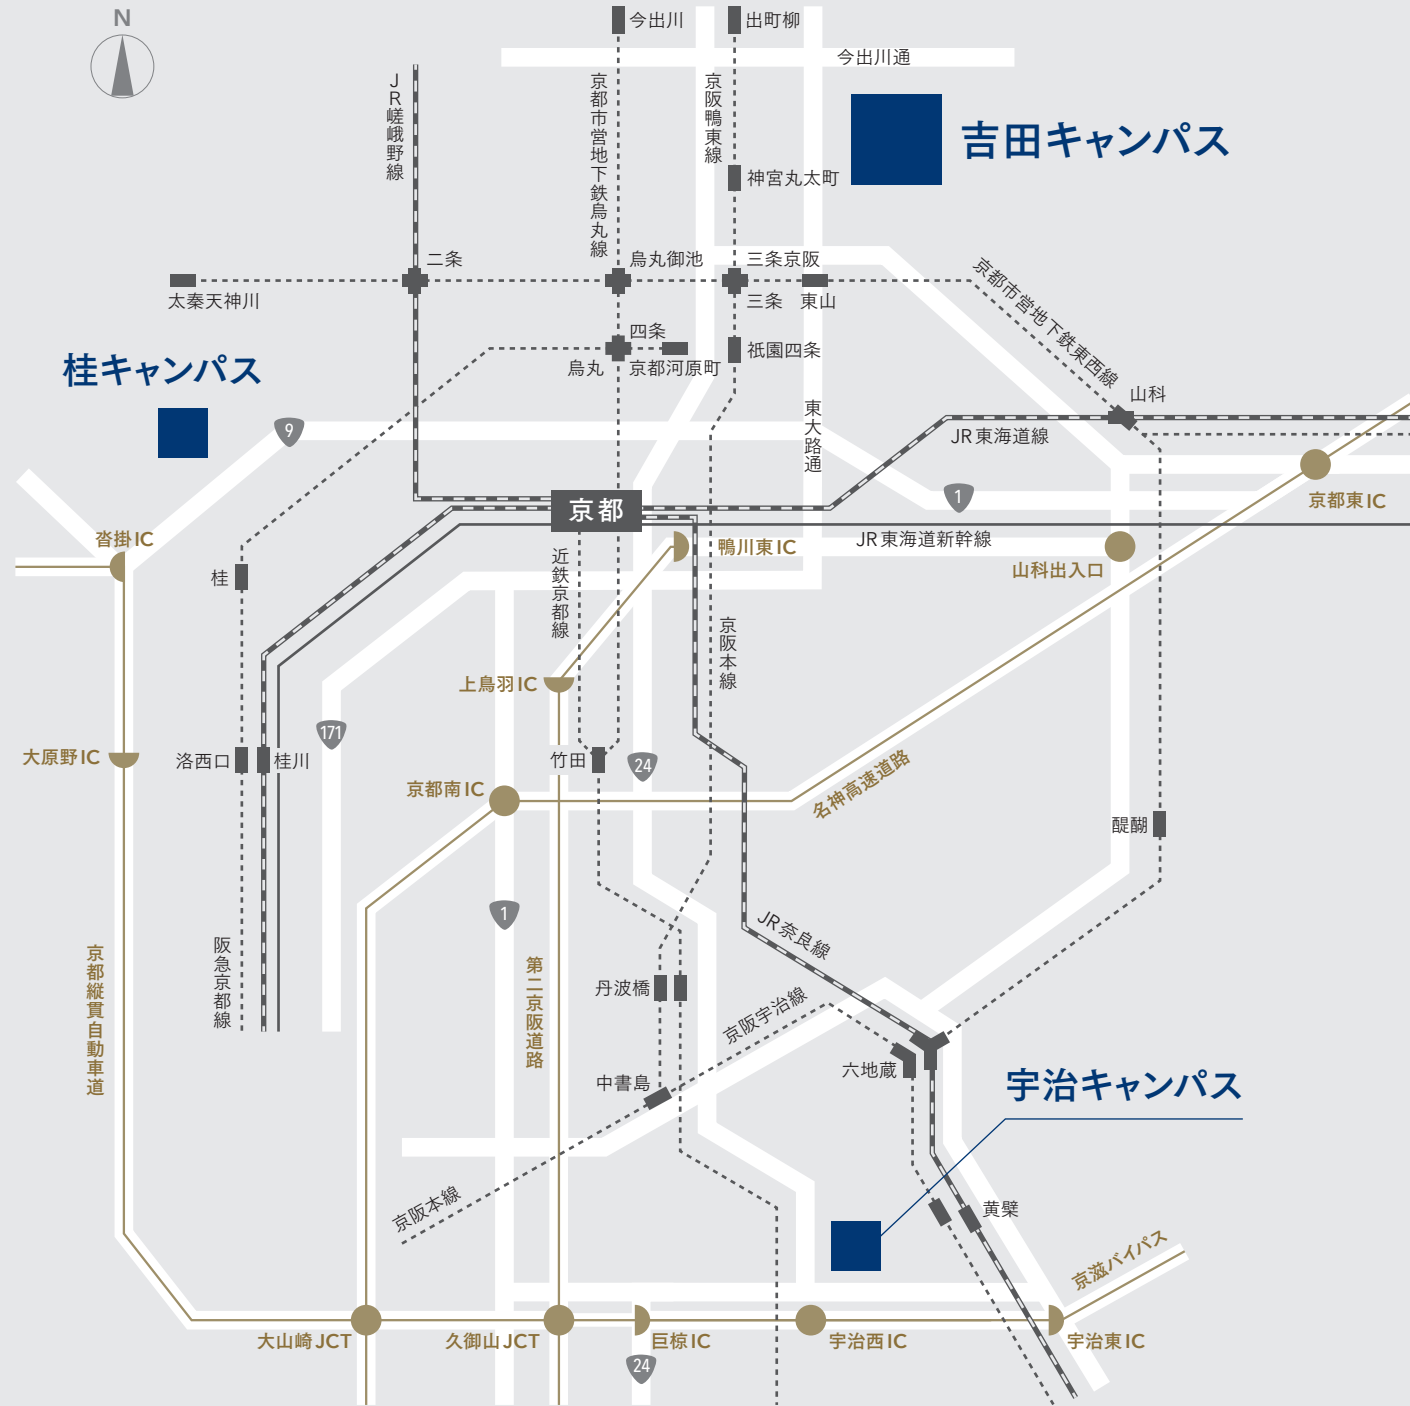 N
今出川
出町柳
今出川通
JR嵯峨野線
京都市営地下鉄烏丸線
京阪鴨東線
吉田キャンパス
神宮丸太町
二条
烏丸御池
三条京阪
太秦天神川
三条
東山
京都市営地下鉄東西線
四条
烏丸
京都河原町
祇園四条
桂キャンパス
山科
9
東大路通
JR東海道線
1
京都東IC
京都
沓掛IC
鴨川東IC
JR東海道新幹線
山科出入口
桂
近鉄京都線
京阪本線
上鳥羽IC
171
大原野IC
洛西口
桂川
竹田
24
京都南IC
名神高速道路
醍醐
1
JR奈良線
京都縦貫自動車道
阪急京都線
第二京阪道路
丹波橋
京阪宇治線
六地蔵
中書島
宇治キャンパス
京阪本線
黄檗
京滋バイパス
大山崎JCT
久御山JCT
巨椋IC
宇治西IC
宇治東IC
24